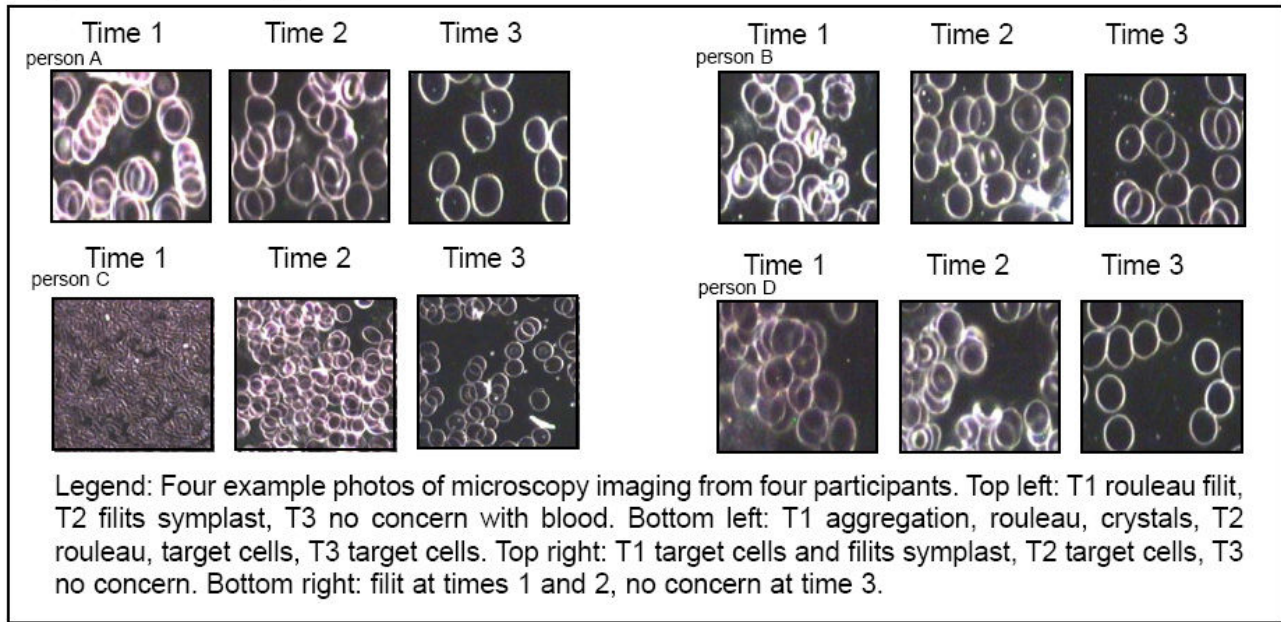 Time 1 Time 2 Time 3
person A
Time 1 Time 2 Time 3
person B
Time 1 Time 2 Time 3
person C
Time 1 Time 2 Time 3
person D
Legend: Four example photos of microscopy imaging from four participants. Top left: T1 rouleau filit,
T2 filits symplast, T3 no concern with blood. Bottom left: T1 aggregation, rouleau, crystals, T2
rouleau, target cells, T3 target cells. Top right: T1 target cells and filits symplast, T2 target cells, T3
no concern. Bottom right: filit at times 1 and 2, no concern at time 3.